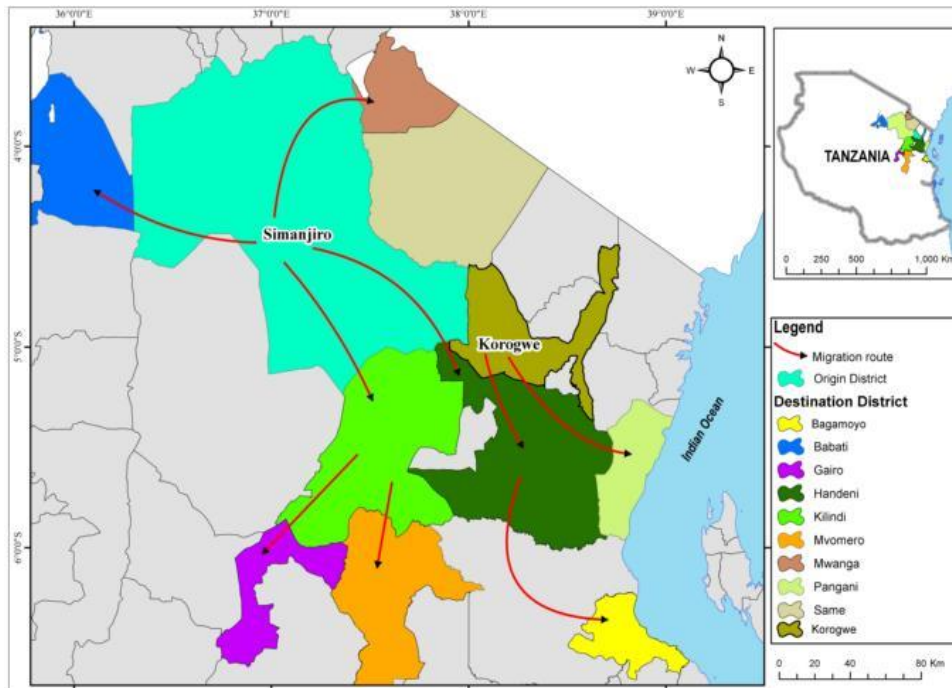 36°0'0"E 37°0'0"E 38°0'0"E 39°0'0"E
N
W E
S
4°0'0"S
5°0'0"S
6°0'0"S
Simanjiro
Korogwe
Indian Ocean
TANZANIA
0 250 500 1,000 Km
Legend
Migration route
Origin District
Destination District
Bagamoyo
Babati
Gairo
Handeni
Kilindi
Mvomero
Mwanga
Pangani
Same
Korogwe
0 20 40 80 Km